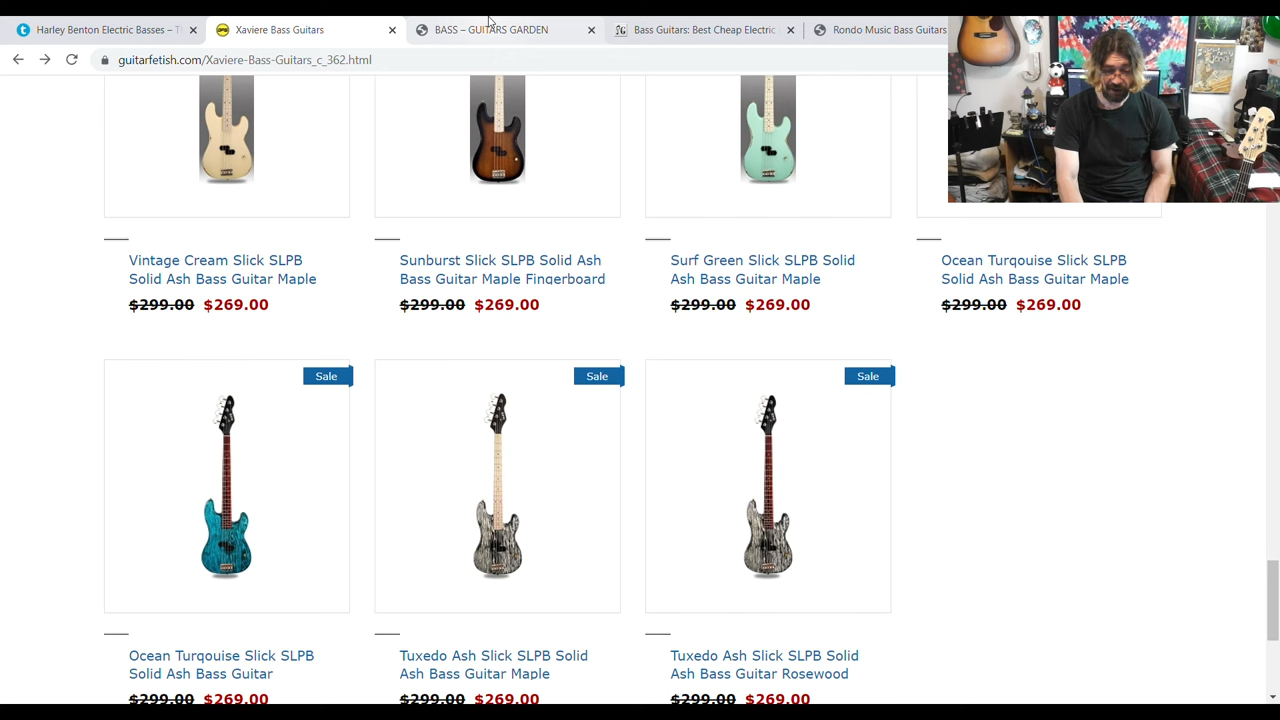 Harley Benton Electric Basses – T
Xaviere Bass Guitars
BASS – GUITARS GARDEN
Bass Guitars: Best Cheap Electric
Rondo Music Bass Guitars
guitarfetish.com/Xaviere-Bass-Guitars_c_362.html
Vintage Cream Slick SLPB
Solid Ash Bass Guitar Maple
$299.00 $269.00
Sunburst Slick SLPB Solid Ash
Bass Guitar Maple Fingerboard
$299.00 $269.00
Surf Green Slick SLPB Solid
Ash Bass Guitar Maple
$299.00 $269.00
Ocean Turqouise Slick SLPB
Solid Ash Bass Guitar Maple
$299.00 $269.00
Sale
Sale
Sale
Ocean Turqouise Slick SLPB
Solid Ash Bass Guitar
$299.00 $269.00
Tuxedo Ash Slick SLPB Solid
Ash Bass Guitar Maple
$299.00 $269.00
Tuxedo Ash Slick SLPB Solid
Ash Bass Guitar Rosewood
$299.00 $269.00